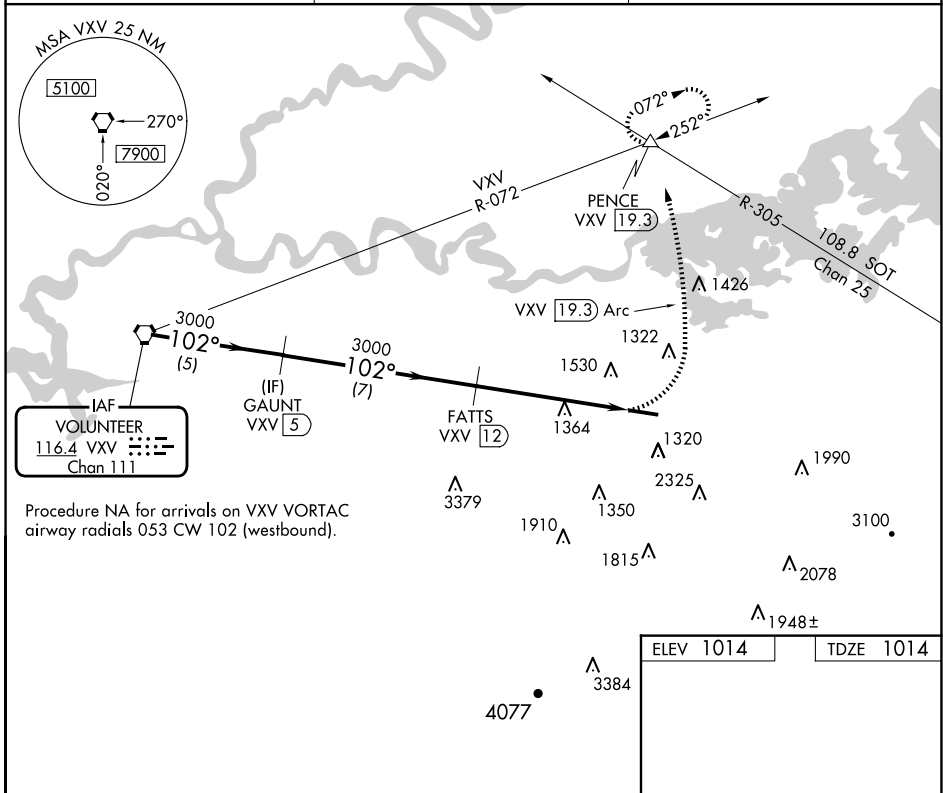 MSA VXV 25 NM
5100
270°
7900
020°
072°
252°
PENCE
VXV 19.3
VXV
R-072
R-305
108.8 SOT
Chan 25
1426
VXV 19.3 Arc
1322
1530
3000
102°
(5)
3000
102°
(7)
(IF)
GAUNT
VXV 5
FATTS
VXV 12
1364
IAF
VOLUNTEER
116.4 VXV
Chan 111
1320
2325
1990
3379
1350
1910
1815
3100
2078
1948±
Procedure NA for arrivals on VXV VORTAC
airway radials 053 CW 102 (westbound).
ELEV 1014
TDZE 1014
3384
4077